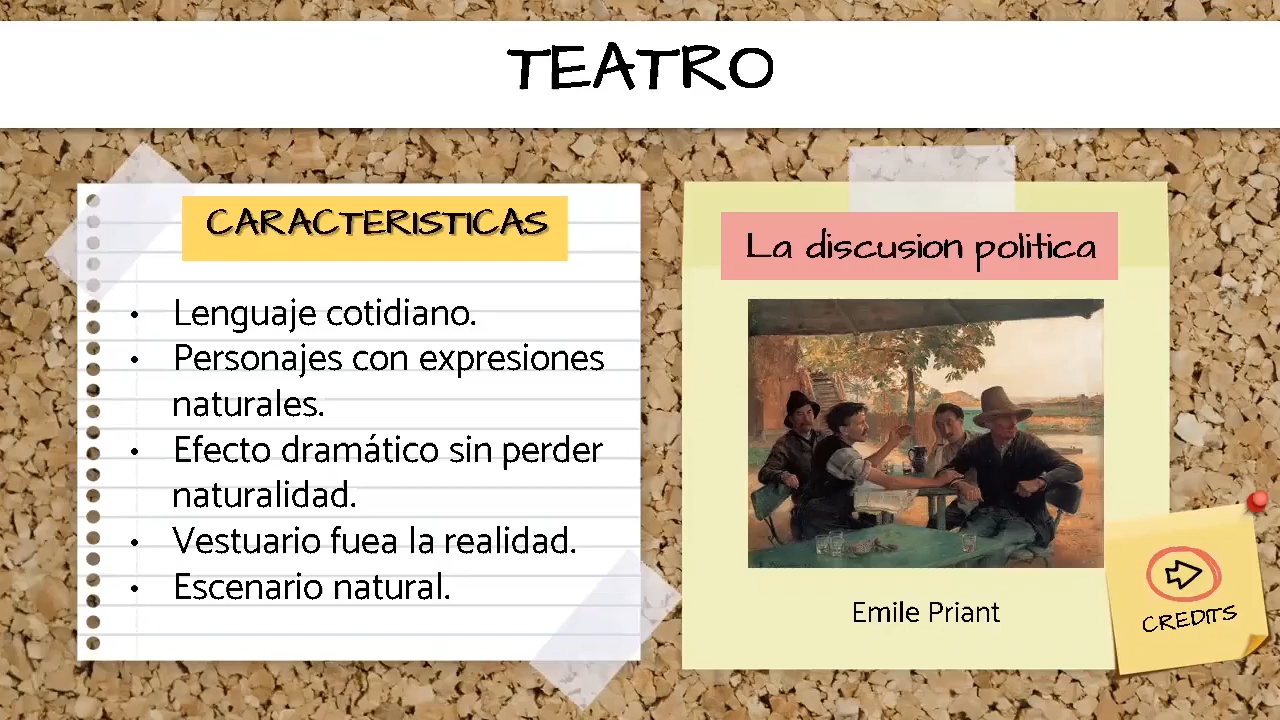 TEATRO
CARACTERISTICAS
• Lenguaje cotidiano.
• Personajes con expresiones
naturales.
• Efecto dramático sin perder
naturalidad.
• Vestuario fuea la realidad.
• Escenario natural.
La discusion politica
Emile Priant
CREDITS